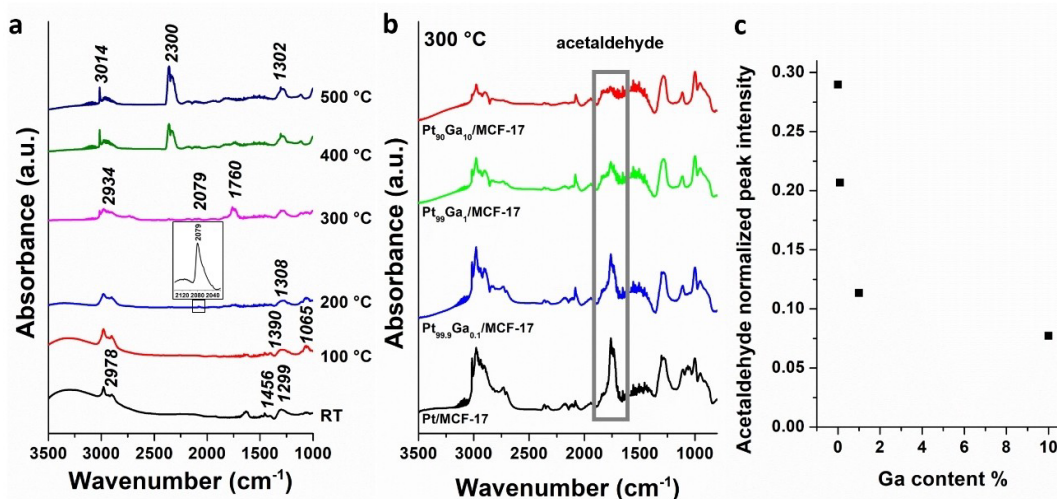 a
Absorbance (a.u.)
3014
2300
1302
500 °C
400 °C
2934
2079
1760
300 °C
2079
2120 2080 2040
1308
200 °C
1390
1065
100 °C
2978
1456
1299
RT
3500 3000 2500 2000 1500 1000
Wavenumber (cm-1)
b
300 °C
acetaldehyde
Absorbance (a.u.)
Pt90Ga10/MCF-17
Pt99Ga1/MCF-17
Pt99.9Ga0.1/MCF-17
Pt/MCF-17
3500 3000 2500 2000 1500 1000
Wavenumber (cm-1)
c
Acetaldehyde normalized peak intensity
0.30
0.25
0.20
0.15
0.10
0.05
0.00
0 2 4 6 8 10
Ga content %